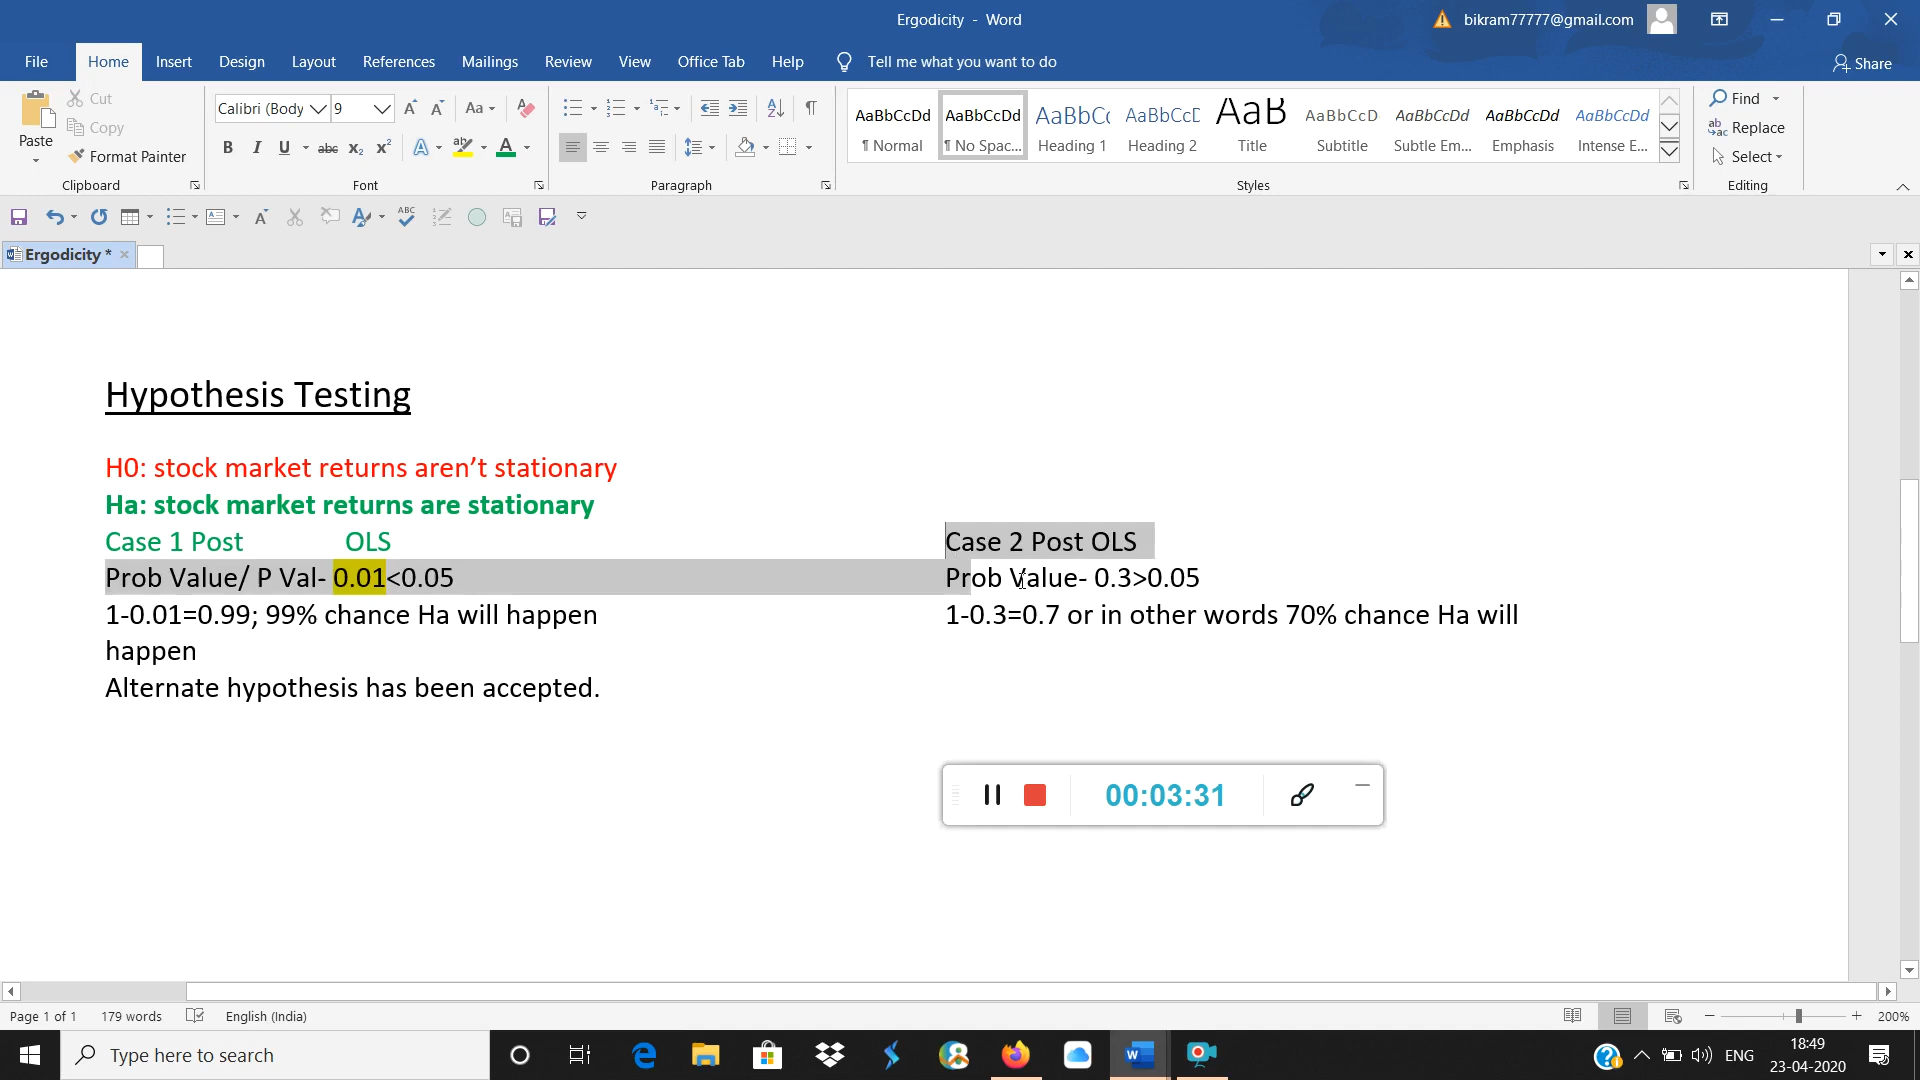 Ergodicity - Word
bikram77777@gmail.com
File Home Insert Design Layout References Mailings Review View Office Tab Help Tell me what you want to do
Share
Paste
Cut
Copy
Format Painter
Clipboard
Calibri (Body 9
Font
Paragraph
AaBbCcDd AaBbCcDd AaBbCc AaBbCcD AaB AaBbCcD AaBbCcDd AaBbCcDd AaBbCcDd
¶ Normal ¶ No Spac... Heading 1 Heading 2 Title Subtitle Subtle Em... Emphasis Intense E...
Styles
Find
Replace
Select
Editing
Ergodicity *
Hypothesis Testing
H0: stock market returns aren’t stationary
Ha: stock market returns are stationary
Case 1 Post OLS Case 2 Post OLS
Prob Value/ P Val- 0.01<0.05 Prob Value- 0.3>0.05
1-0.01=0.99; 99% chance Ha will happen 1-0.3=0.7 or in other words 70% chance Ha will
happen
Alternate hypothesis has been accepted.
00:03:31
Page 1 of 1 179 words English (India) 200%
Type here to search
ENG
18:49
23-04-2020